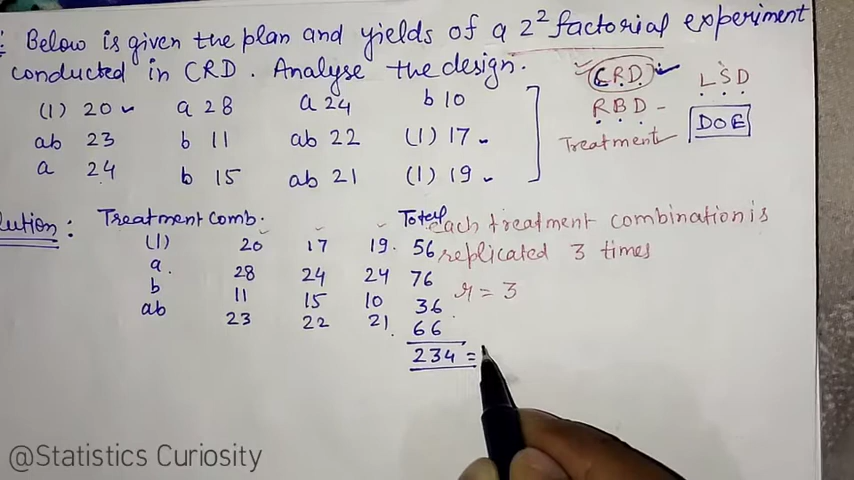 : Below is given the plan and yields of a 2² factorial experiment
conducted in CRD. Analyse the design.
(1) 20 a 28 a 24 b 10
ab 23 b 11 ab 22 (1) 17
a 24 b 15 ab 21 (1) 19
CRD LSD
RBD -
DOE
Treatment
lution: Treatment Comb. Total
each treatment combination is
replicated 3 times
r = 3
(1) 20 17 19 56
a 28 24 24 76
b 11 15 10 36
ab 23 22 21 66
234 =
@Statistics Curiosity